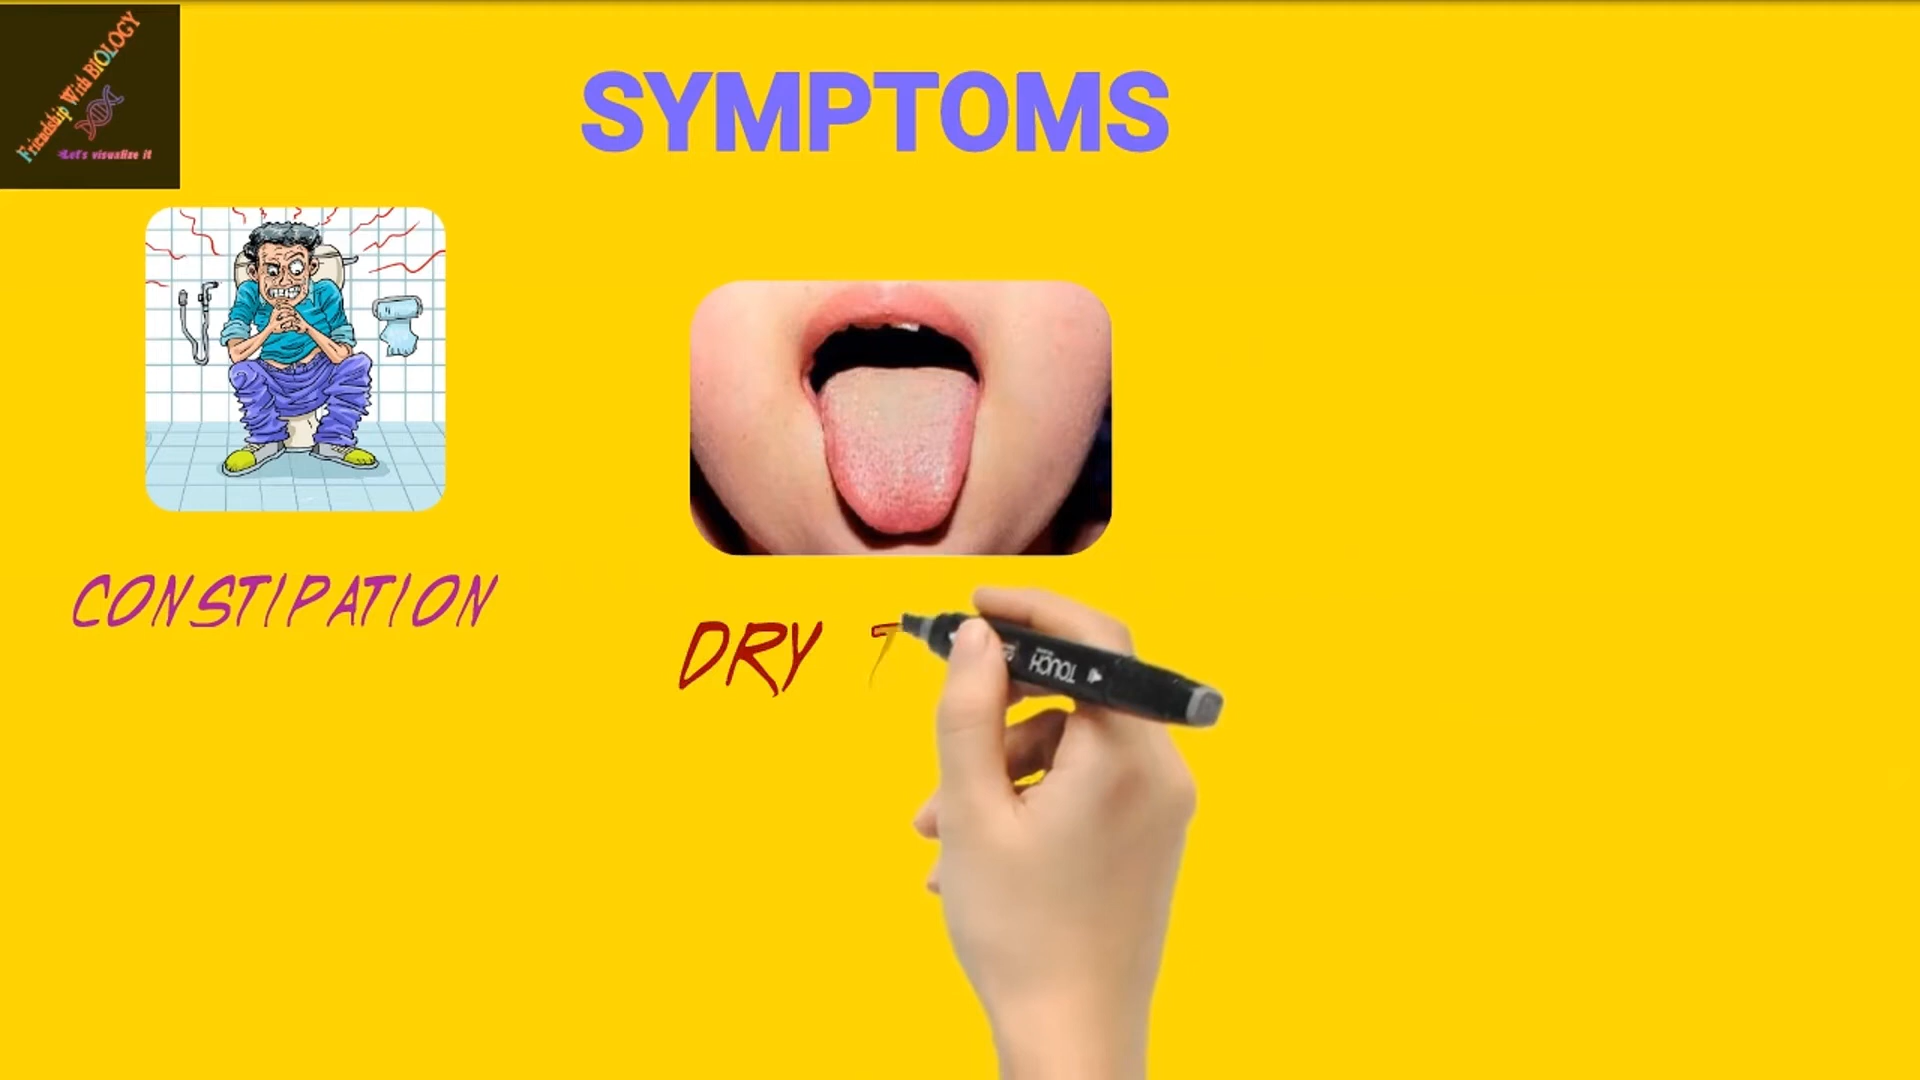 Friendship With BIOLOGY
Let's visualize it
SYMPTOMS
CONSTIPATION
DRY T
TOUCH